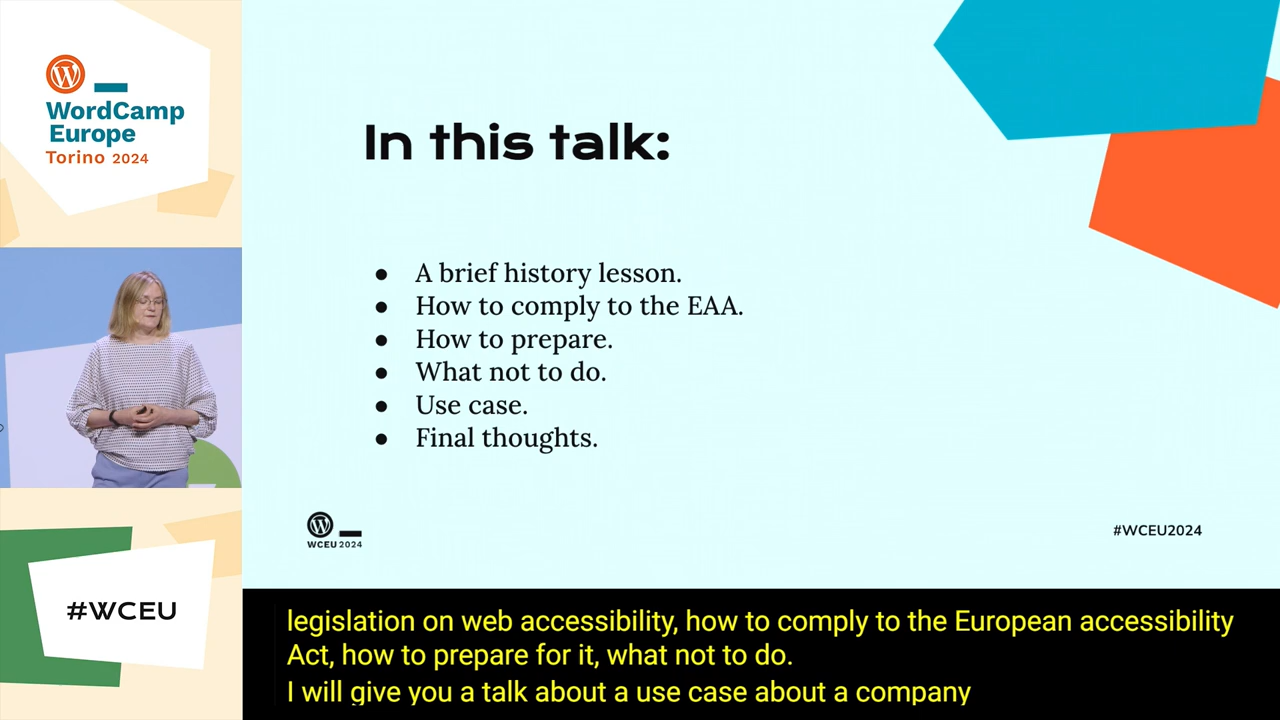 WordCamp
Europe
Torino 2024
#WCEU
In this talk:
● A brief history lesson.
● How to comply to the EAA.
● How to prepare.
● What not to do.
● Use case.
● Final thoughts.
WCEU 2024
#WCEU2024
legislation on web accessibility, how to comply to the European accessibility
Act, how to prepare for it, what not to do.
I will give you a talk about a use case about a company